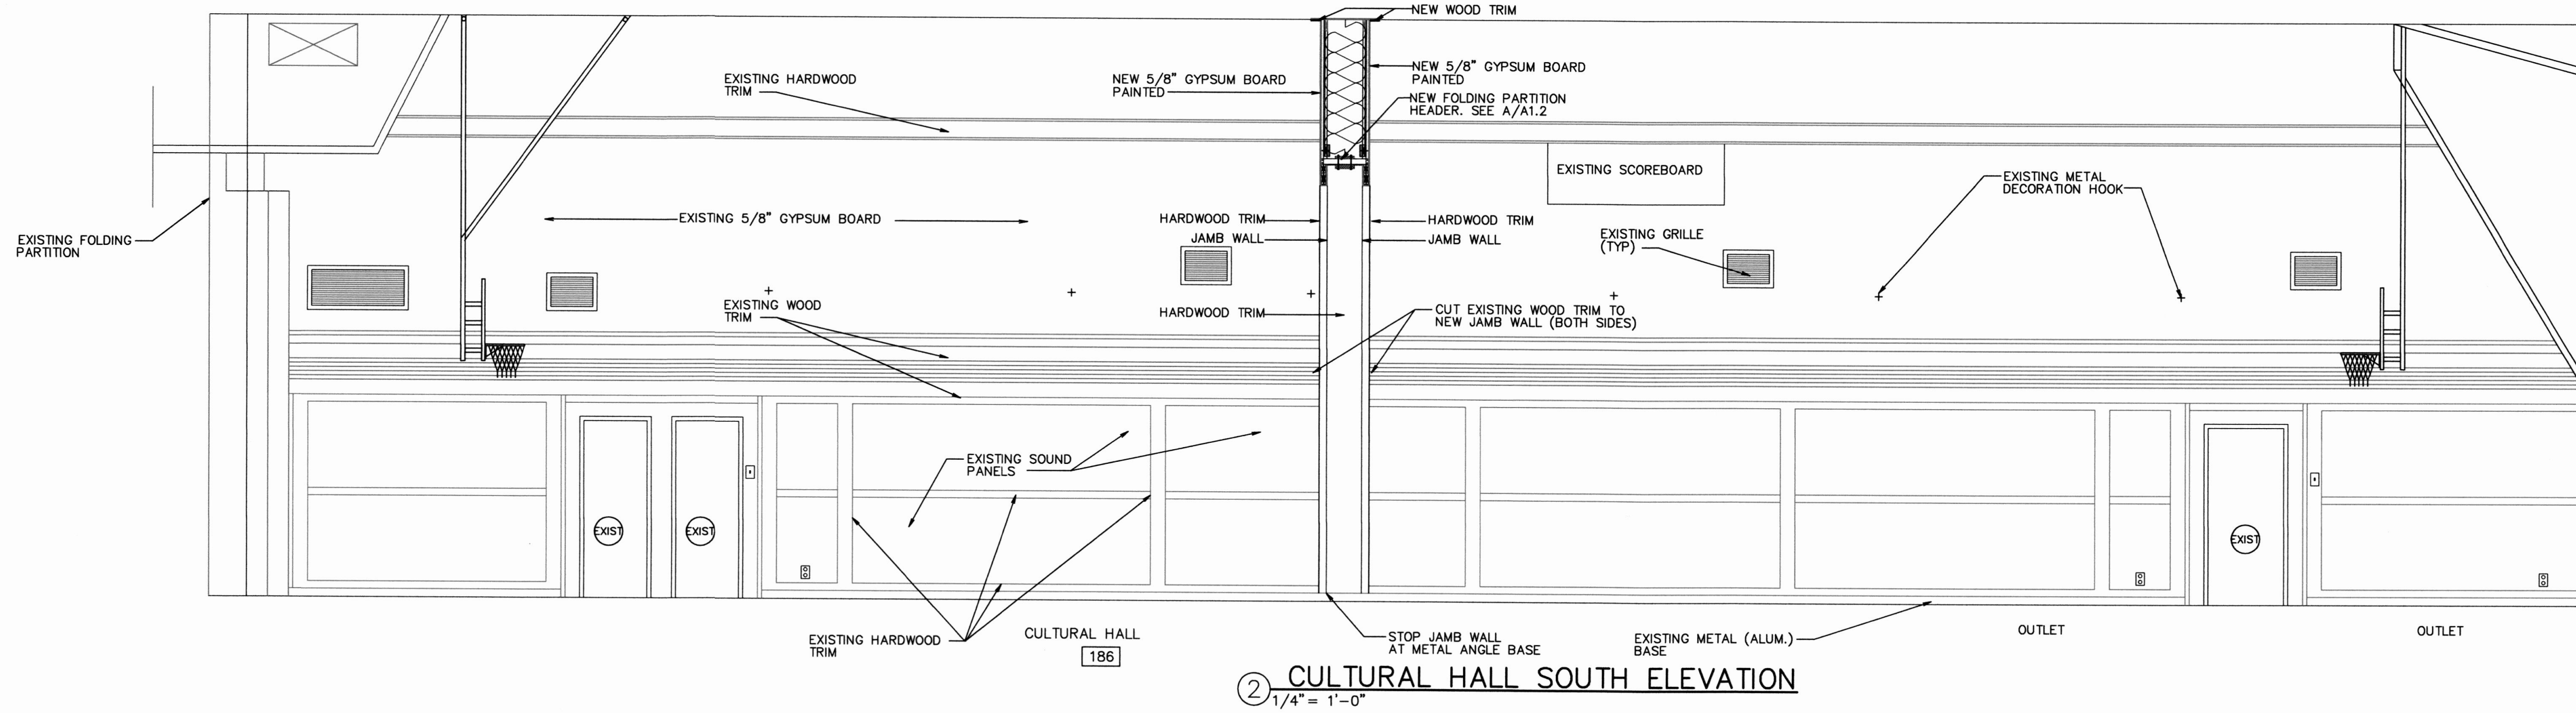 NEW WOOD TRIM
EXISTING HARDWOOD
TRIM
NEW 5/8" GYPSUM BOARD
PAINTED
NEW 5/8" GYPSUM BOARD
PAINTED
NEW FOLDING PARTITION
HEADER. SEE A/A1.2
EXISTING SCOREBOARD
EXISTING METAL
DECORATION HOOK
EXISTING FOLDING
PARTITION
EXISTING 5/8" GYPSUM BOARD
HARDWOOD TRIM
JAMB WALL
HARDWOOD TRIM
JAMB WALL
EXISTING GRILLE
(TYP)
EXISTING WOOD
TRIM
HARDWOOD TRIM
CUT EXISTING WOOD TRIM TO
NEW JAMB WALL (BOTH SIDES)
EXISTING SOUND
PANELS
EXIST
EXIST
EXIST
EXISTING HARDWOOD
TRIM
CULTURAL HALL
186
STOP JAMB WALL
AT METAL ANGLE BASE
EXISTING METAL (ALUM.)
BASE
OUTLET
OUTLET
2 CULTURAL HALL SOUTH ELEVATION
1/4" = 1'-0"